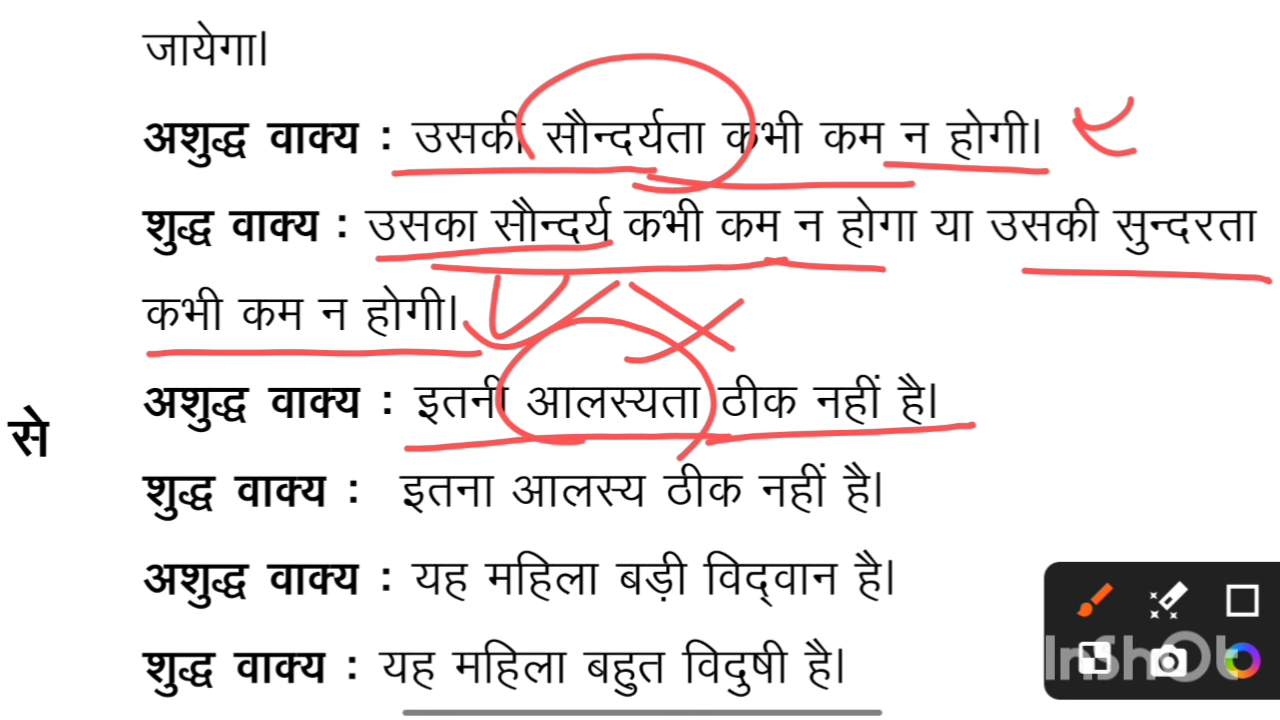 जायेगा।
अशुद्ध वाक्य : उसकी सौन्दर्यता कभी कम न होगी।
शुद्ध वाक्य : उसका सौन्दर्य कभी कम न होगा या उसकी सुन्दरता
कभी कम न होगी।
अशुद्ध वाक्य : इतनी आलस्यता ठीक नहीं है।
से
शुद्ध वाक्य : इतना आलस्य ठीक नहीं है।
अशुद्ध वाक्य : यह महिला बड़ी विद्‌वान है।
शुद्ध वाक्य : यह महिला बहुत विदुषी है।
InShOt